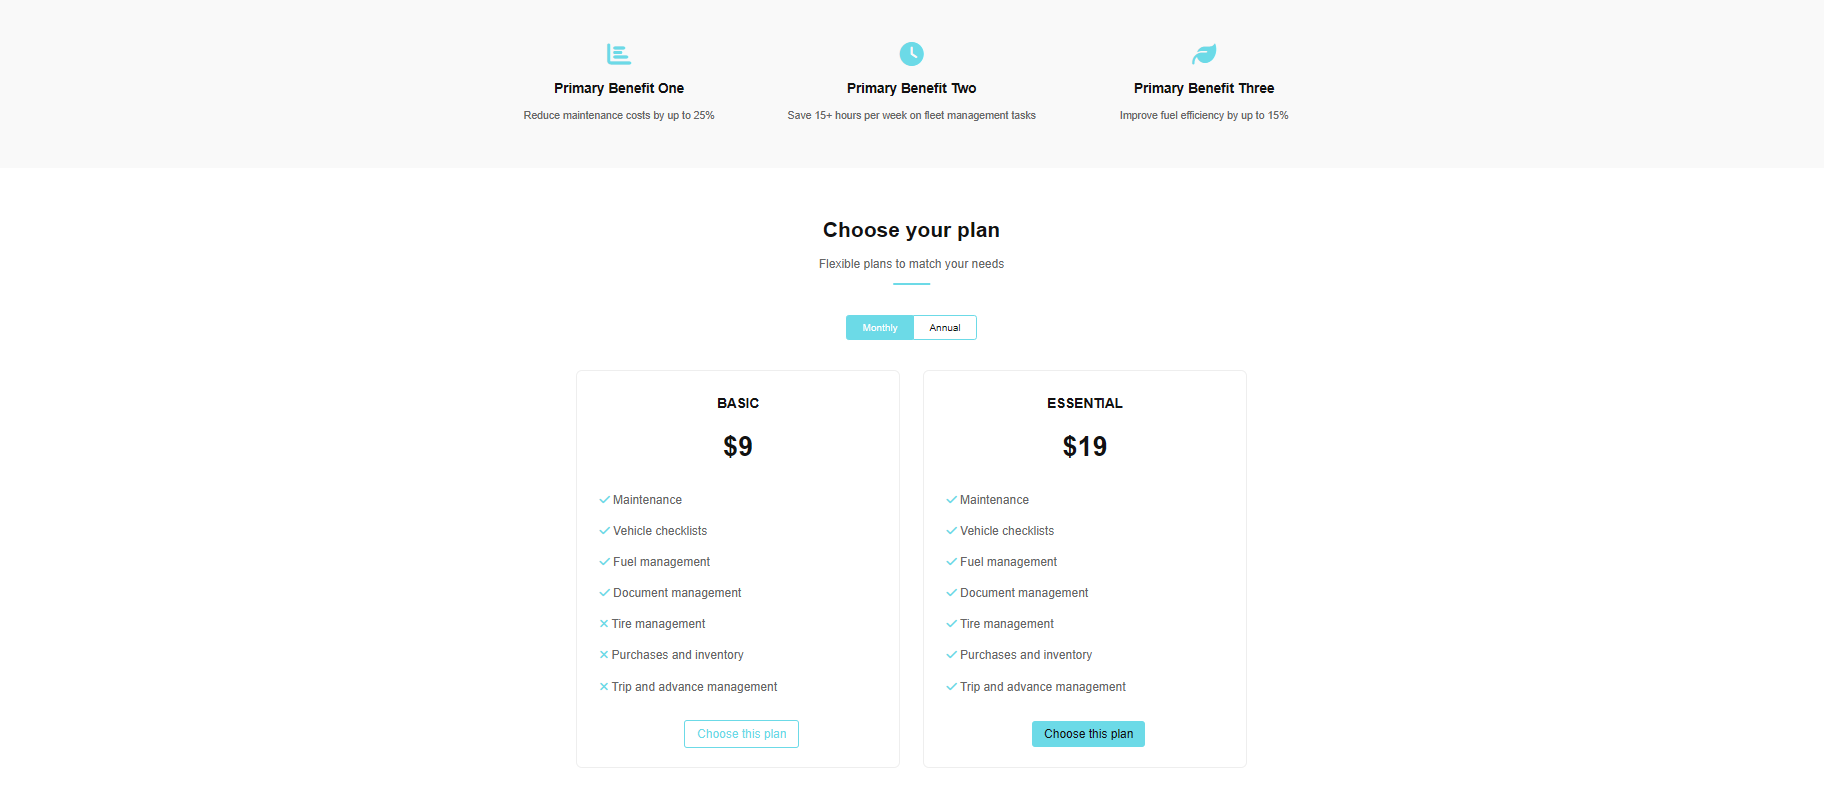 Primary Benefit One
Reduce maintenance costs by up to 25%
Primary Benefit Two
Save 15+ hours per week on fleet management tasks
Primary Benefit Three
Improve fuel efficiency by up to 15%
Choose your plan
Flexible plans to match your needs
Monthly
Annual
BASIC
$9
Maintenance
Vehicle checklists
Fuel management
Document management
Tire management
Purchases and inventory
Trip and advance management
Choose this plan
ESSENTIAL
$19
Maintenance
Vehicle checklists
Fuel management
Document management
Tire management
Purchases and inventory
Trip and advance management
Choose this plan